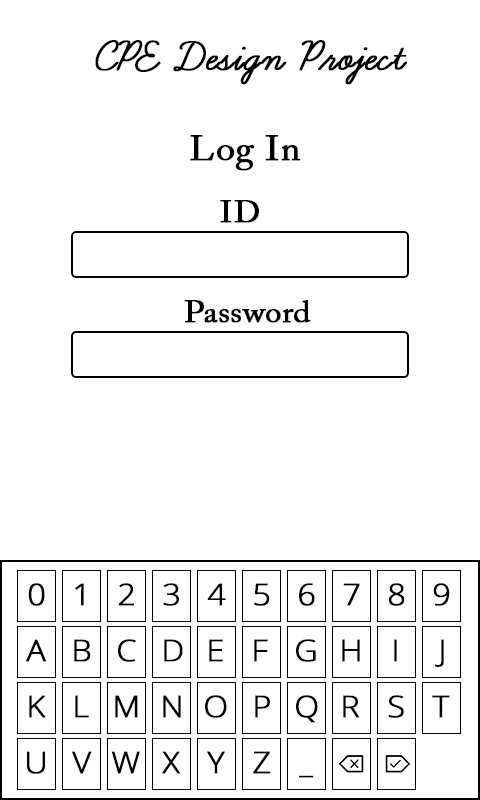 CPE Design Project
Log In
ID
Password
0 1 2 3 4 5 6 7 8 9
A B C D E F G H I J
K L M N O P Q R S T
U V W X Y Z _